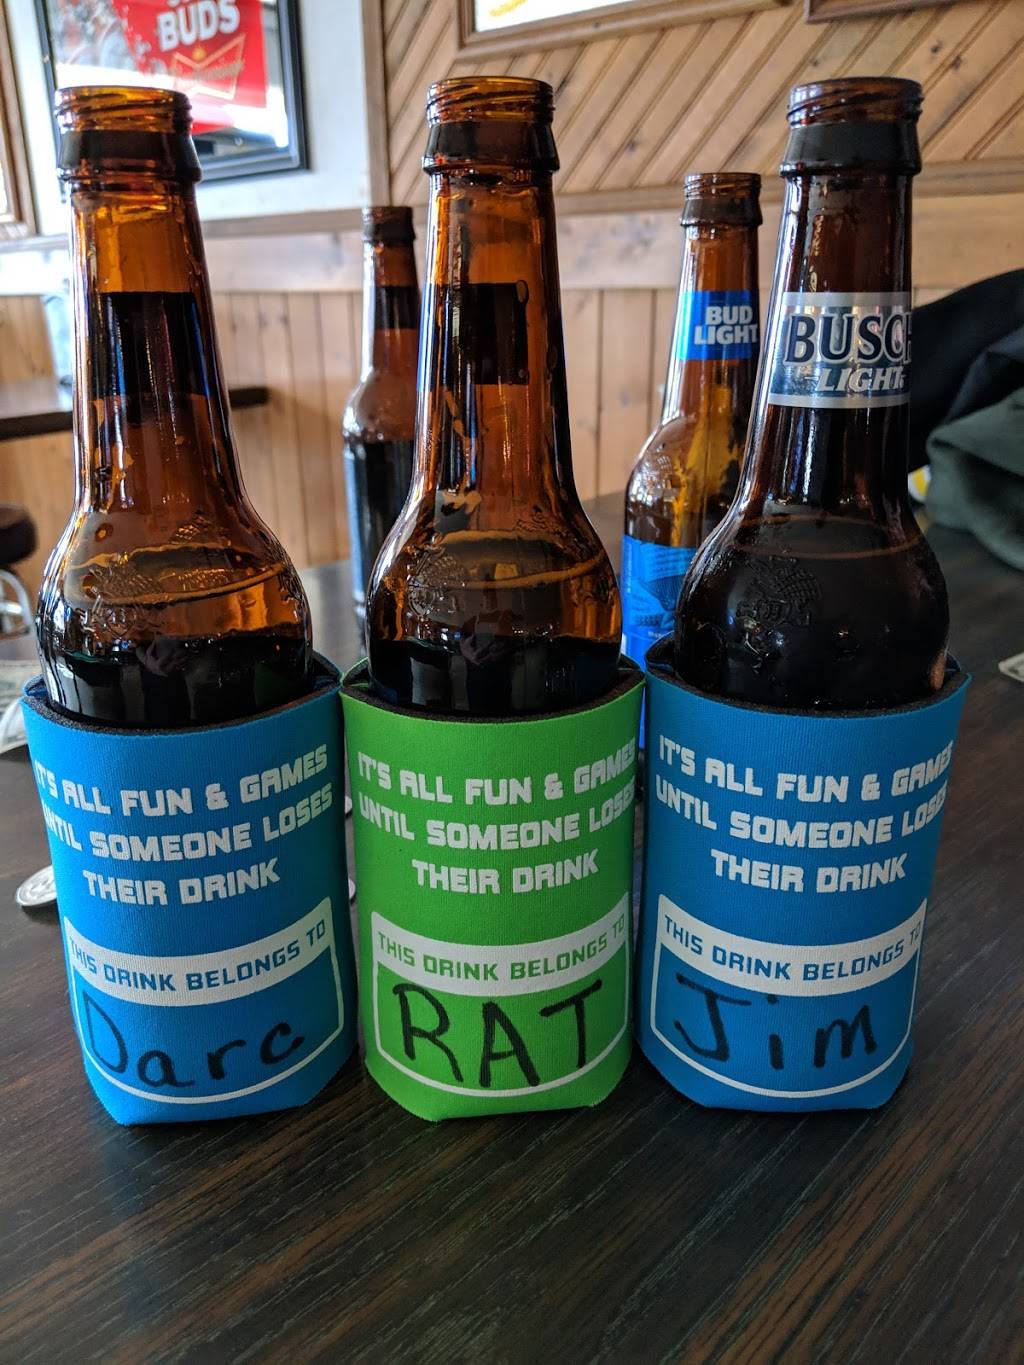 BUDS
BUD
LIGHT
BUSCH
LIGHT
IT'S ALL FUN & GAMES
UNTIL SOMEONE LOSES
THEIR DRINK
THIS DRINK BELONGS TO
Darc
IT'S ALL FUN & GAMES
UNTIL SOMEONE LOSES
THEIR DRINK
THIS DRINK BELONGS TO
RAT
IT'S ALL FUN & GAMES
UNTIL SOMEONE LOSES
THEIR DRINK
THIS DRINK BELONGS TO
Jim